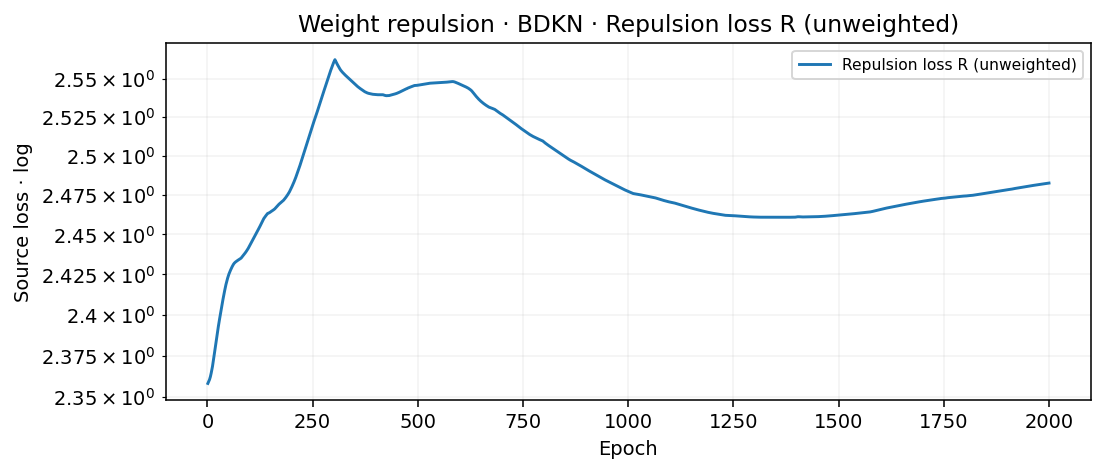 Weight repulsion · BDKN · Repulsion loss R (unweighted)
Repulsion loss R (unweighted)
Source loss · log
2.55 × 10⁰
2.525 × 10⁰
2.5 × 10⁰
2.475 × 10⁰
2.45 × 10⁰
2.425 × 10⁰
2.4 × 10⁰
2.375 × 10⁰
2.35 × 10⁰
0 250 500 750 1000 1250 1500 1750 2000
Epoch